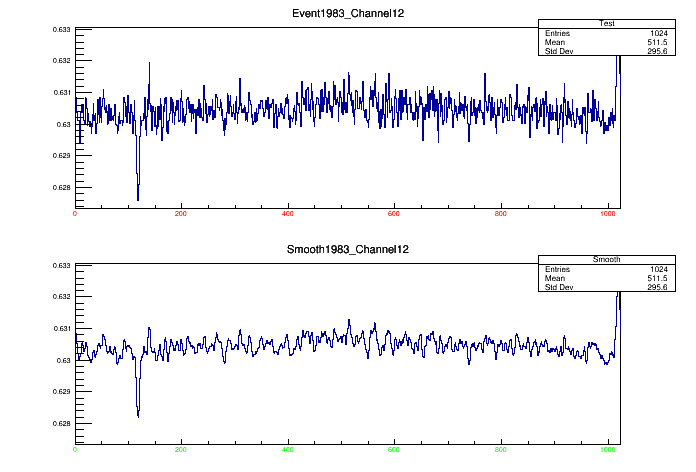 Event1983_Channel12
Test
Entries 1024
Mean 511.5
Std Dev 295.6
0.633
0.632
0.631
0.63
0.629
0.628
0 200 400 600 800 1000
Smooth1983_Channel12
Smooth
Entries 1024
Mean 511.5
Std Dev 295.6
0.633
0.632
0.631
0.63
0.629
0.628
0 200 400 600 800 1000